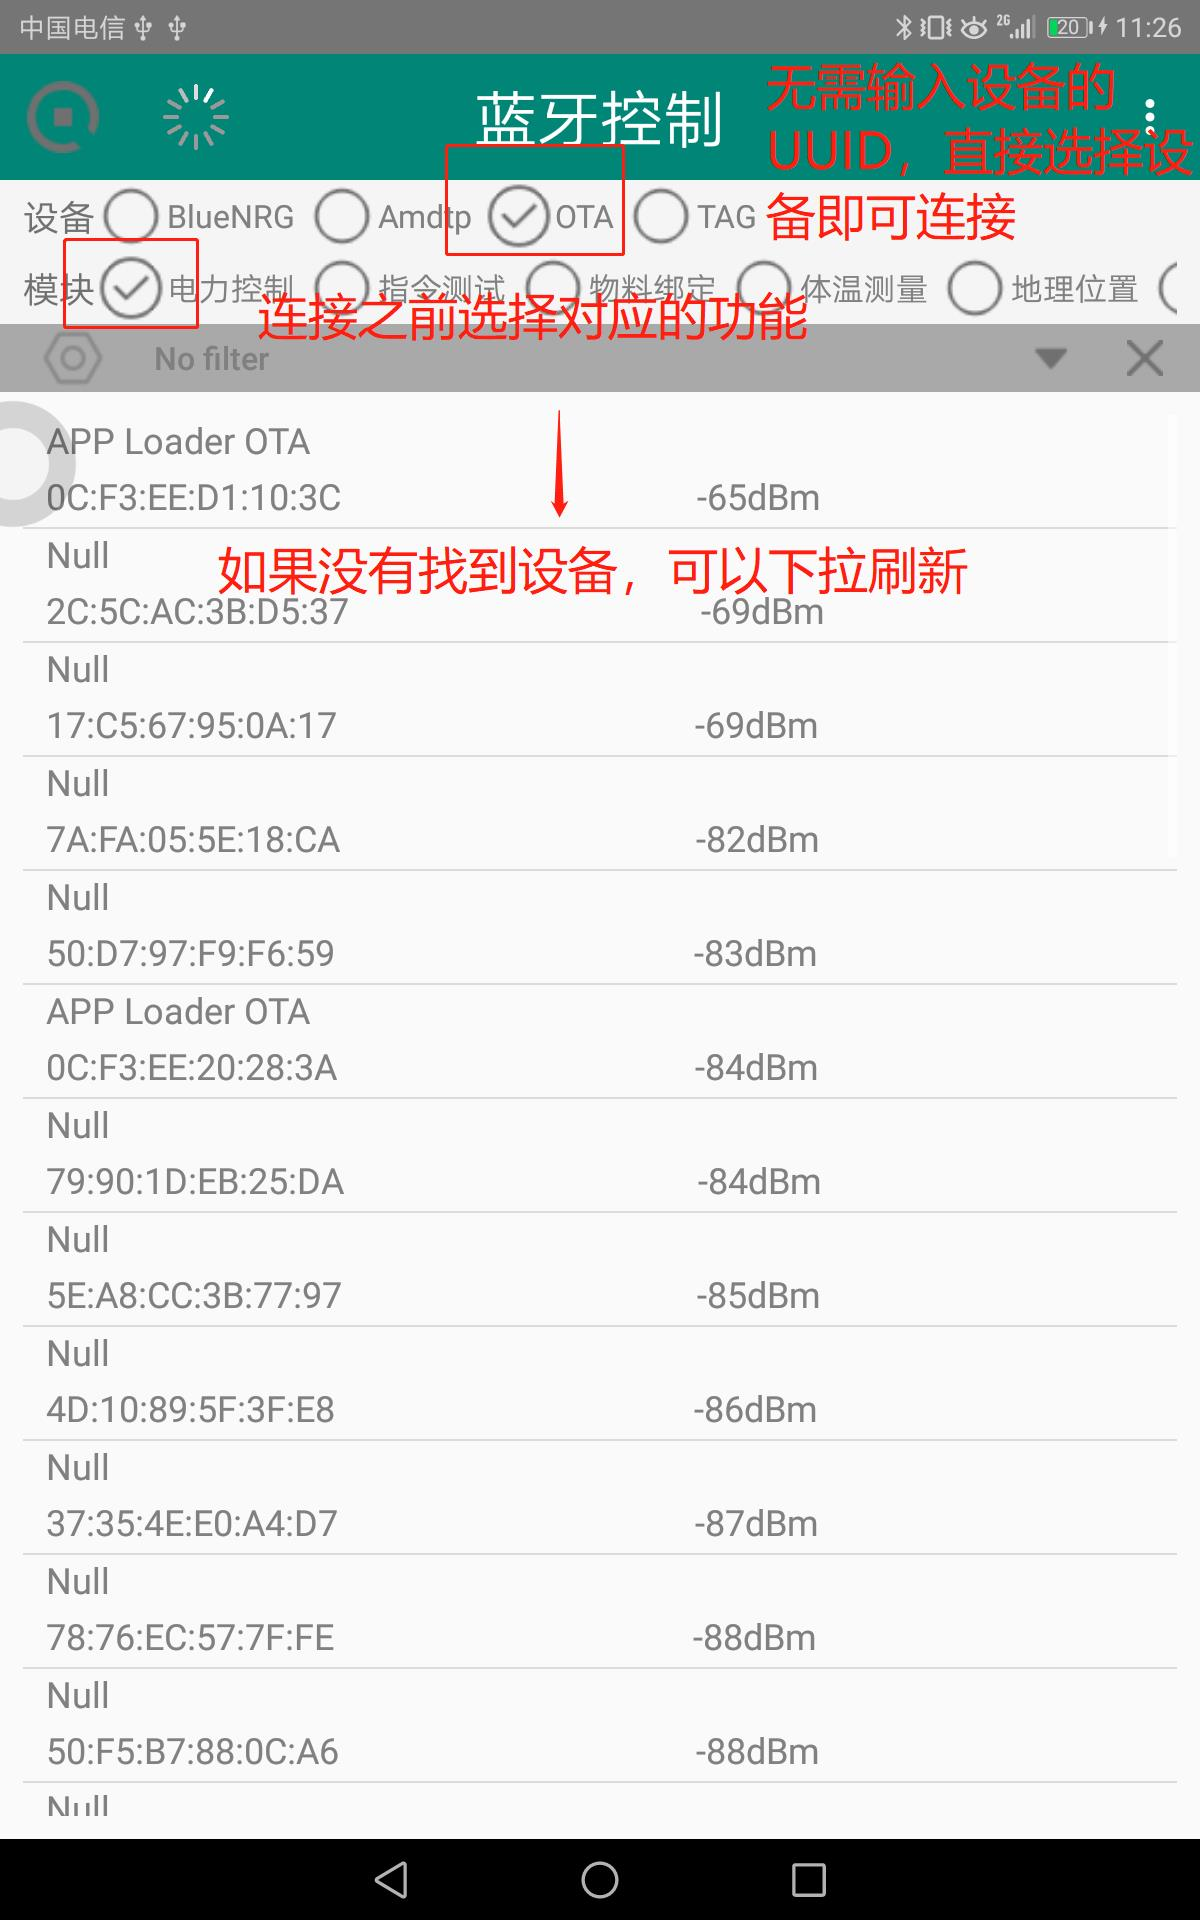 中国电信 2G 20 11:26
蓝牙控制
无需输入设备的
UUID，直接选择设
备即可连接
设备 BlueNRG Amdtp OTA TAG
模块 电力控制 指令测试 物料绑定 体温测量 地理位置
连接之前选择对应的功能
No filter
APP Loader OTA
0C:F3:EE:D1:10:3C -65dBm
Null
如果没有找到设备，可以下拉刷新
2C:5C:AC:3B:D5:37 -69dBm
Null
17:C5:67:95:0A:17 -69dBm
Null
7A:FA:05:5E:18:CA -82dBm
Null
50:D7:97:F9:F6:59 -83dBm
APP Loader OTA
0C:F3:EE:20:28:3A -84dBm
Null
79:90:1D:EB:25:DA -84dBm
Null
5E:A8:CC:3B:77:97 -85dBm
Null
4D:10:89:5F:3F:E8 -86dBm
Null
37:35:4E:E0:A4:D7 -87dBm
Null
78:76:EC:57:7F:FE -88dBm
Null
50:F5:B7:88:0C:A6 -88dBm
Null